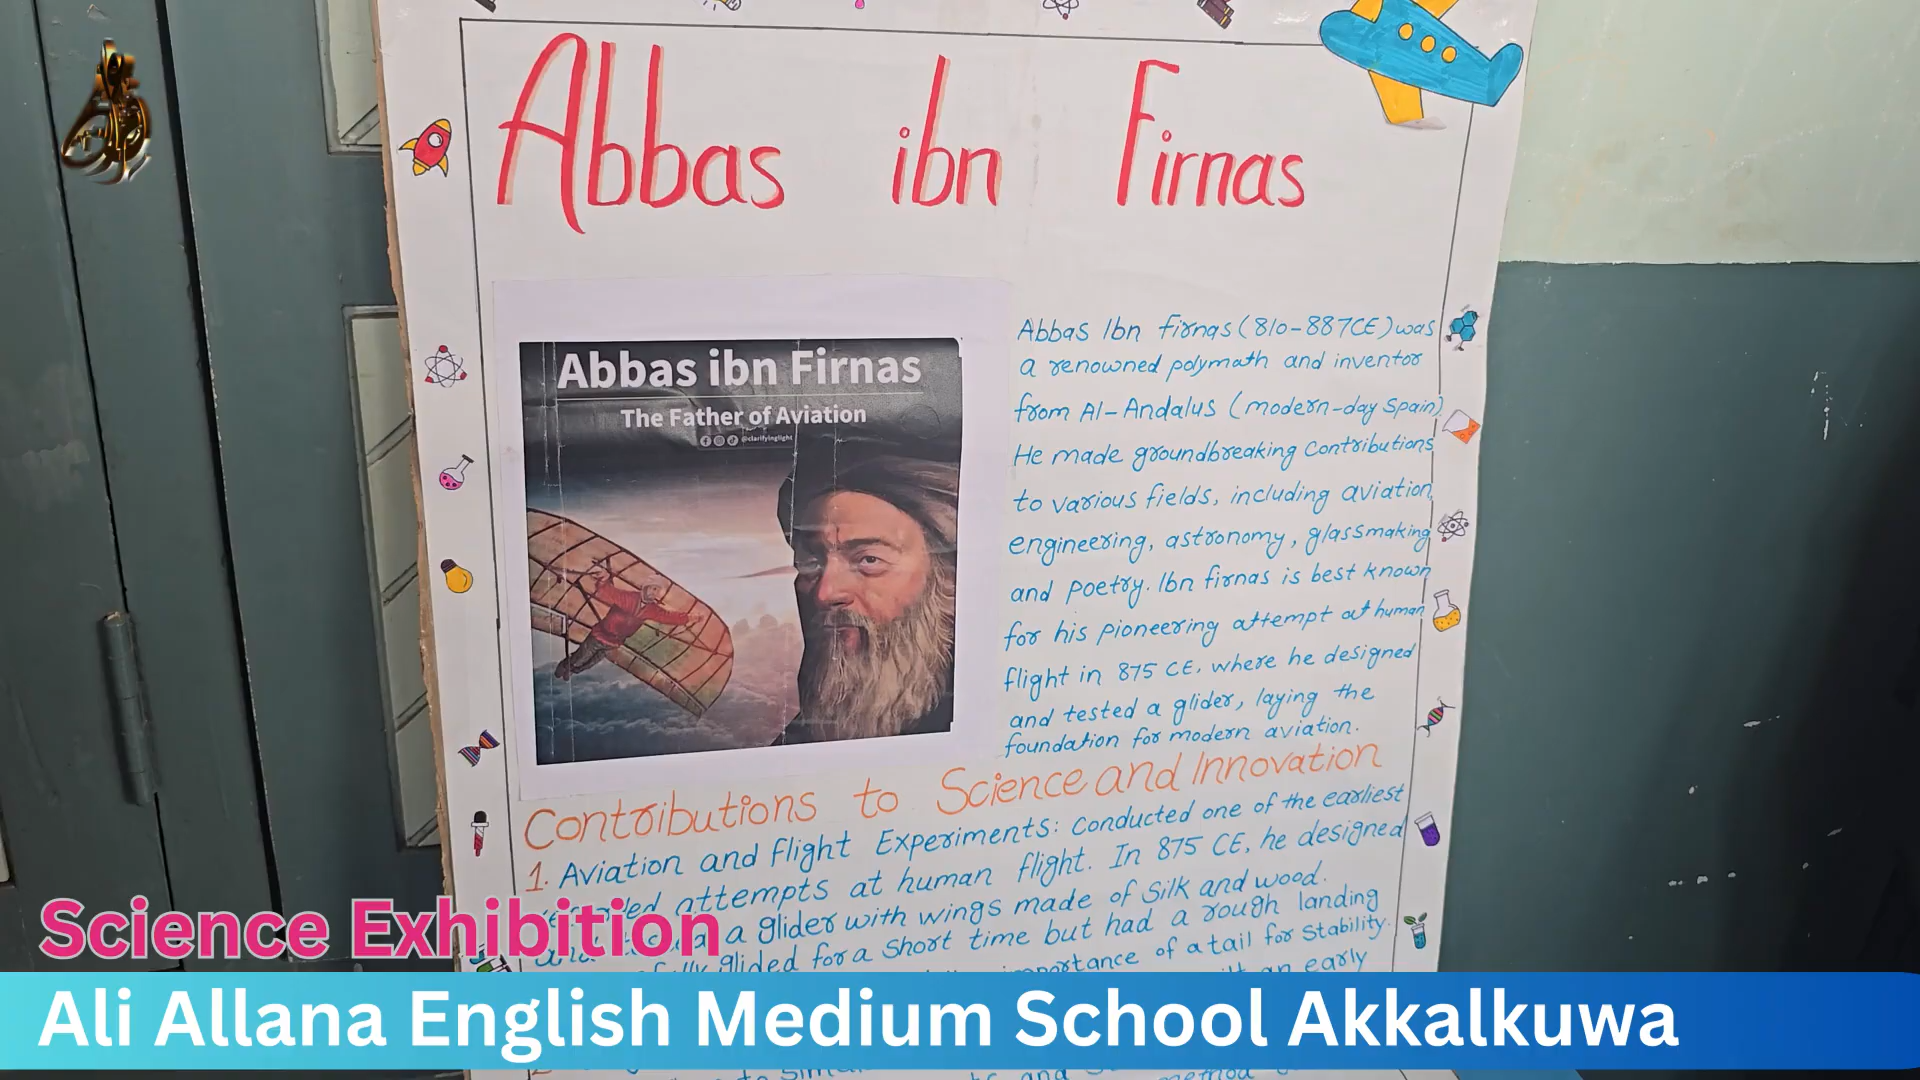 Abbas ibn Firnas
Abbas ibn Firnas
The Father of Aviation
@clarifyinglight
Abbas Ibn Firnas (810-887CE) was
a renowned polymath and inventor
from Al-Andalus (modern-day Spain)
He made groundbreaking contributions
to various fields, including aviation
engineering, astronomy, glassmaking
and poetry. Ibn firnas is best known
for his pioneering attempt at human
flight in 875 CE, where he designed
and tested a glider, laying the
foundation for modern aviation.
Contributions to Science and Innovation
1. Aviation and flight Experiments: conducted one of the earliest
attempts at human flight. In 875 CE, he designed
a glider with wings made of silk and wood.
glided for a short time but had a rough landing
importance of a tail for stability.
an early
Science Exhibition
Ali Allana English Medium School Akkalkuwa
and
method